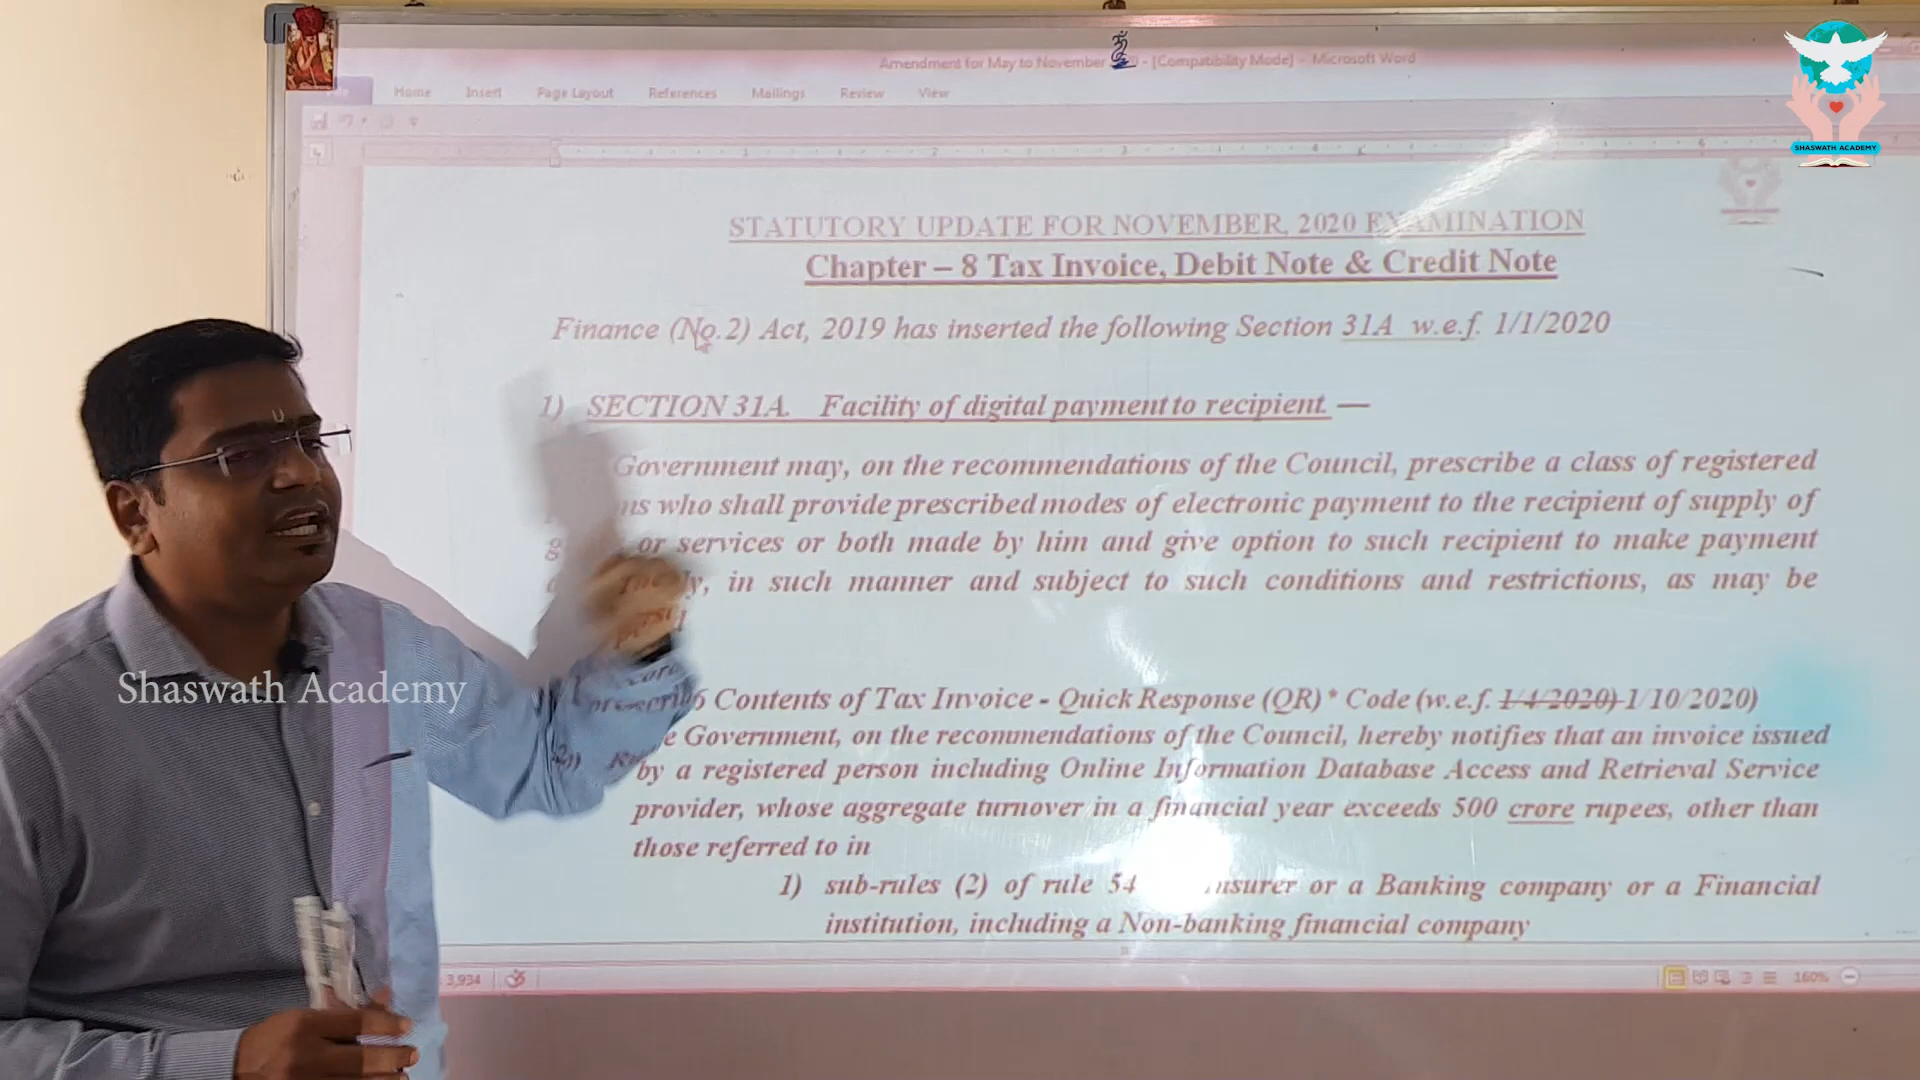 Amendment for May to November - [Compatibility Mode] - Microsoft Word
Home Insert Page Layout References Mailings Review View
SHASWATH ACADEMY
STATUTORY UPDATE FOR NOVEMBER, 2020 EXAMINATION
Chapter – 8 Tax Invoice, Debit Note & Credit Note
Finance (No.2) Act, 2019 has inserted the following Section 31A w.e.f. 1/1/2020
1) SECTION 31A. Facility of digital payment to recipient. —
Government may, on the recommendations of the Council, prescribe a class of registered
who shall provide prescribed modes of electronic payment to the recipient of supply of
or services or both made by him and give option to such recipient to make payment
in such manner and subject to such conditions and restrictions, as may be
Contents of Tax Invoice - Quick Response (QR)* Code (w.e.f. 1/4/2020) 1/10/2020)
Government, on the recommendations of the Council, hereby notifies that an invoice issued
by a registered person including Online Information Database Access and Retrieval Service
provider, whose aggregate turnover in a financial year exceeds 500 crore rupees, other than
those referred to in
1) sub-rules (2) of rule 54 insurer or a Banking company or a Financial
institution, including a Non-banking financial company
3,934
160%
Shaswath Academy